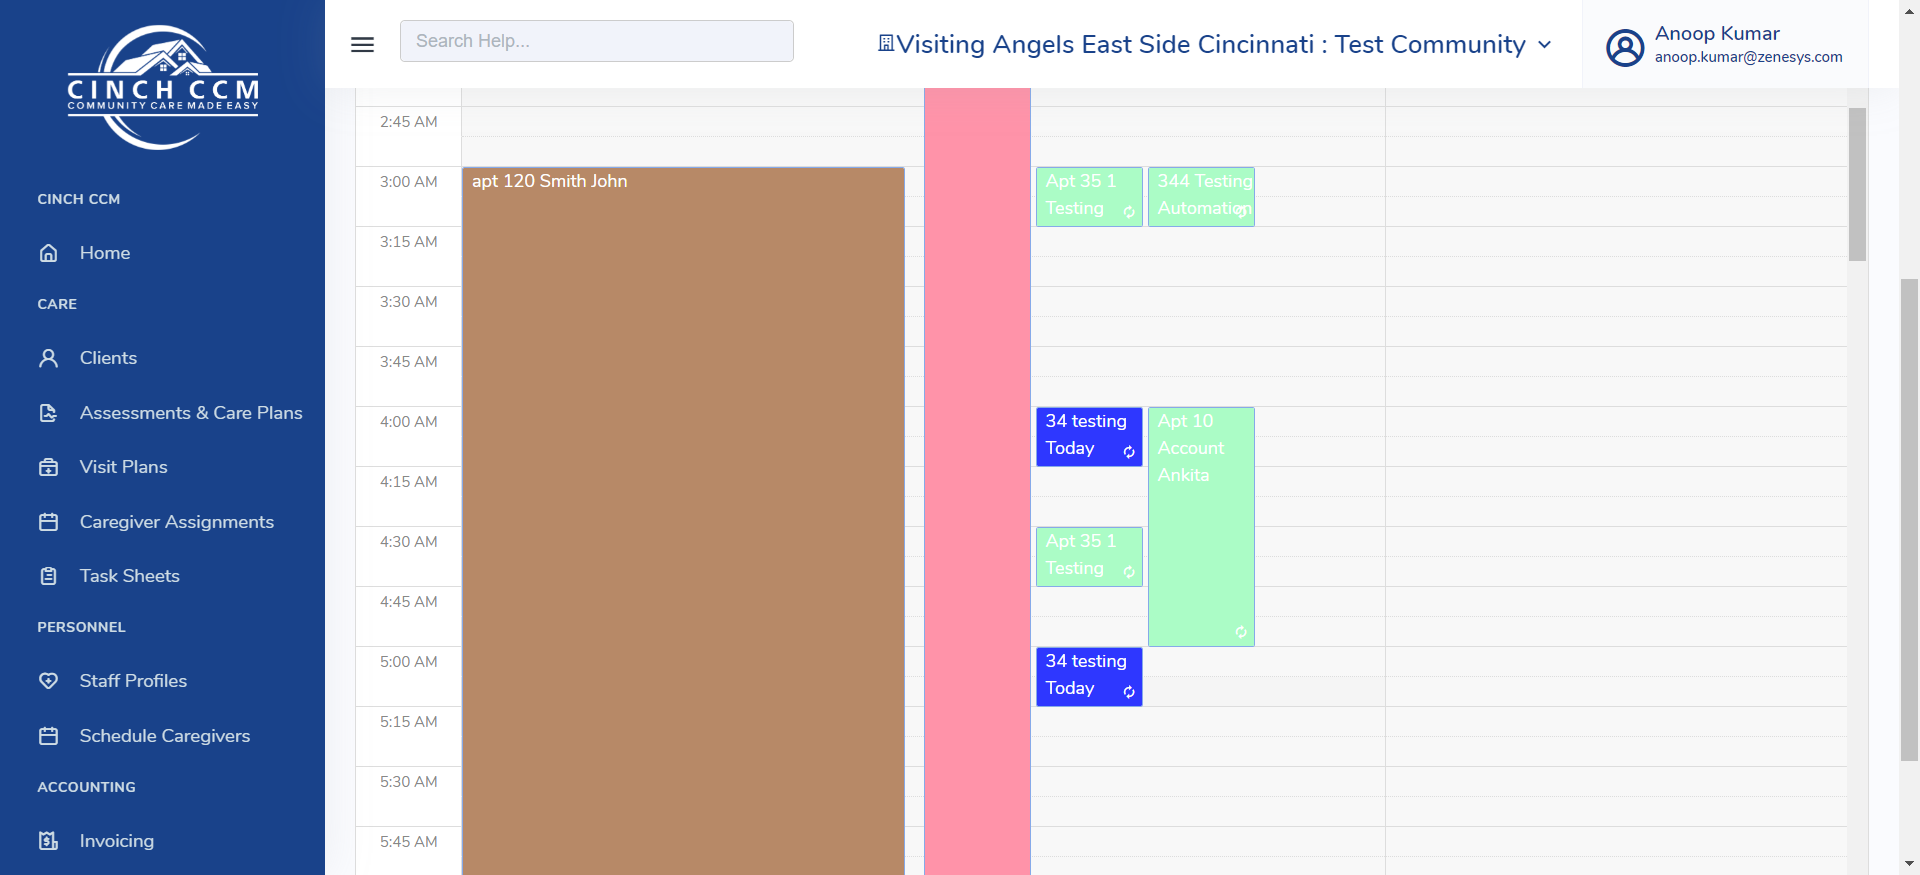 CINCH CCM
COMMUNITY CARE MADE EASY
CINCH CCM
Home
CARE
Clients
Assessments & Care Plans
Visit Plans
Caregiver Assignments
Task Sheets
PERSONNEL
Staff Profiles
Schedule Caregivers
ACCOUNTING
Invoicing
Search Help...
Visiting Angels East Side Cincinnati : Test Community
Anoop Kumar
anoop.kumar@zenesys.com
2:45 AM
3:00 AM
3:15 AM
3:30 AM
3:45 AM
4:00 AM
4:15 AM
4:30 AM
4:45 AM
5:00 AM
5:15 AM
5:30 AM
5:45 AM
apt 120 Smith John
Apt 35 1
Testing
344 Testing
Automation
34 testing
Today
Apt 10
Account
Ankita
Apt 35 1
Testing
34 testing
Today